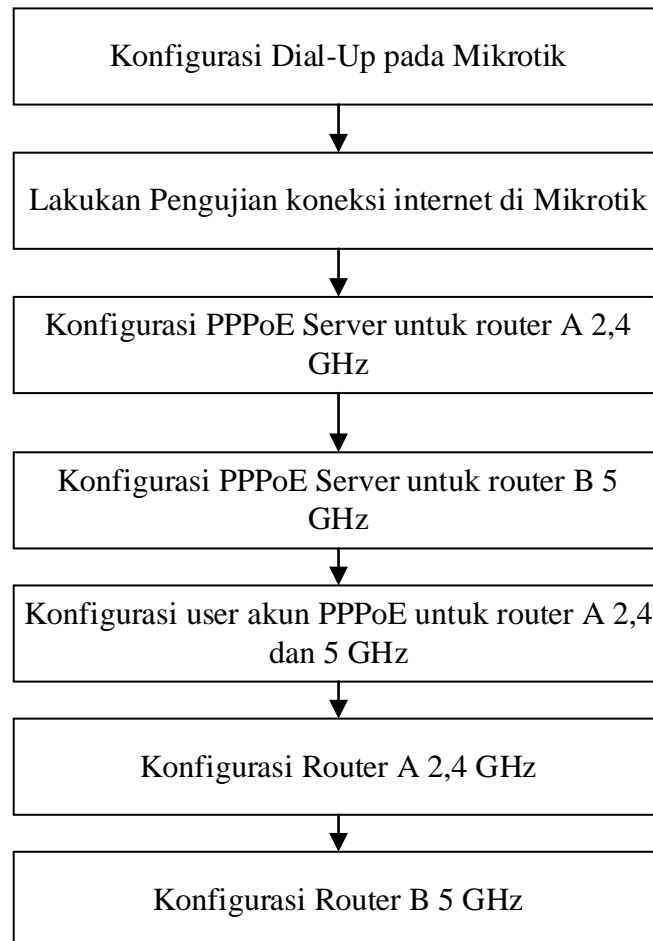 Konfigurasi Dial-Up pada Mikrotik
Lakukan Pengujian koneksi internet di Mikrotik
Konfigurasi PPPoE Server untuk router A 2,4
GHz
Konfigurasi PPPoE Server untuk router B 5
GHz
Konfigurasi user akun PPPoE untuk router A 2,4
dan 5 GHz
Konfigurasi Router A 2,4 GHz
Konfigurasi Router B 5 GHz